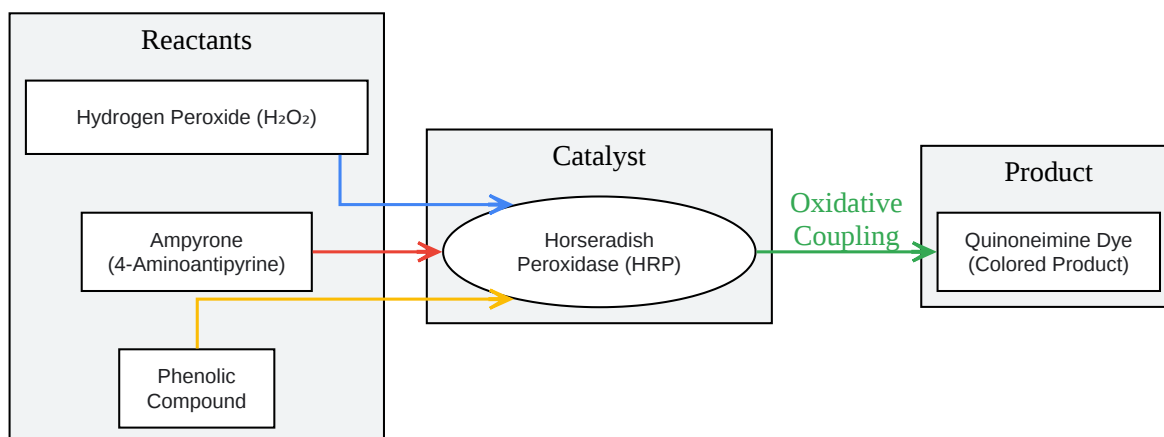 Reactants
Hydrogen Peroxide (H₂O₂)
Ampyrone
(4-Aminoantipyrine)
Phenolic
Compound
Catalyst
Horseradish
Peroxidase (HRP)
Oxidative
Coupling
Product
Quinoneimine Dye
(Colored Product)